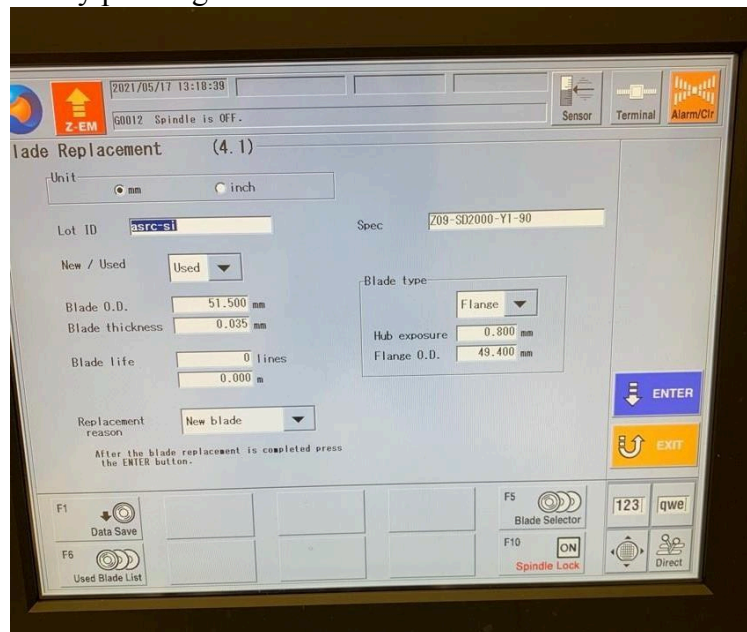 2021/05/17 13:18:39
Z-EM
G0012 Spindle is OFF.
Sensor
Terminal
Alarm/Clr
lade Replacement (4.1)
Unit
mm
inch
Lot ID asrc-si
Spec Z09-SD2000-Y1-90
New / Used Used
Blade type
Flange
Blade O.D. 51.500 mm
Blade thickness 0.035 mm
Hub exposure 0.800 mm
Flange O.D. 49.400 mm
Blade life 0 lines
0.000 m
ENTER
Replacement reason New blade
EXIT
After the blade replacement is completed press
the ENTER button.
F1
Data Save
F5
Blade Selector
123
qwe
F6
Used Blade List
F10
ON
Spindle Lock
Direct